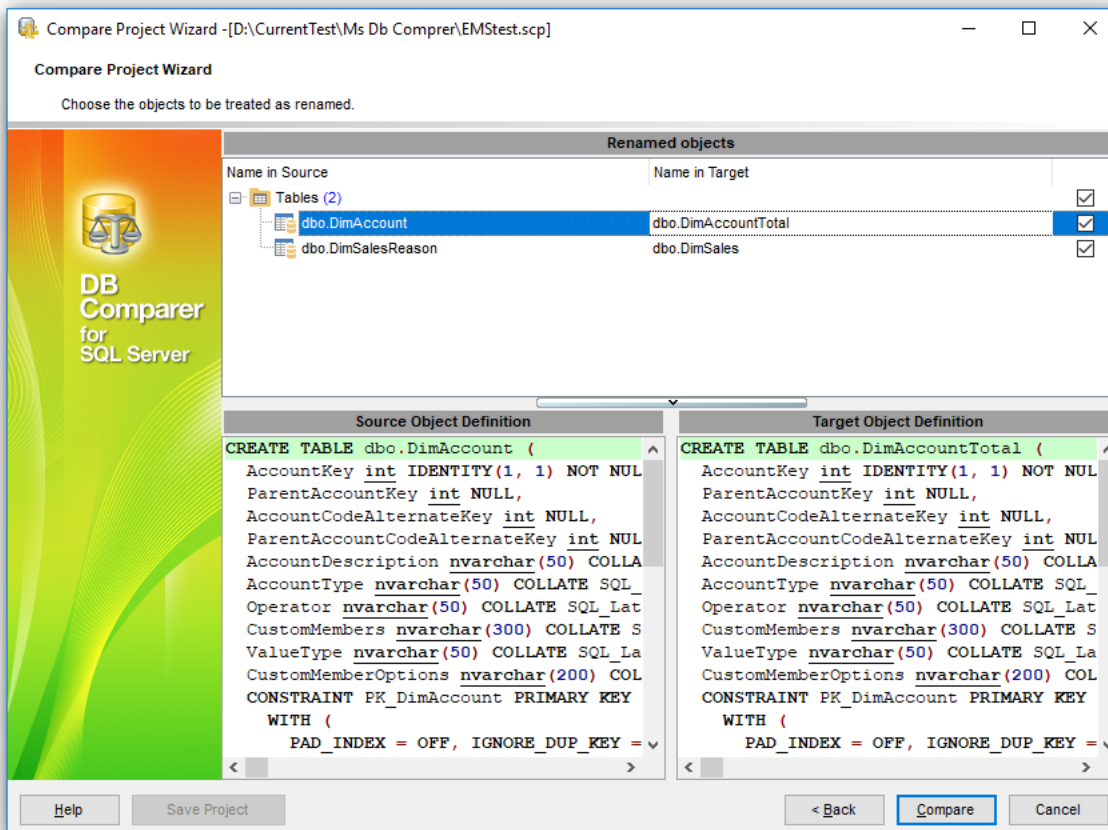 Compare Project Wizard -[D:\CurrentTest\Ms Db Comprer\EMStest.scp]
Compare Project Wizard
Choose the objects to be treated as renamed.
DB
Comparer
for
SQL Server
Renamed objects
Name in Source Name in Target
Tables (2)
dbo.DimAccount dbo.DimAccountTotal
dbo.DimSalesReason dbo.DimSales
Source Object Definition
CREATE TABLE dbo.DimAccount (
AccountKey int IDENTITY(1, 1) NOT NUL
ParentAccountKey int NULL,
AccountCodeAlternateKey int NULL,
ParentAccountCodeAlternateKey int NUL
AccountDescription nvarchar(50) COLLA
AccountType nvarchar(50) COLLATE SQL_
Operator nvarchar(50) COLLATE SQL_Lat
CustomMembers nvarchar(300) COLLATE S
ValueType nvarchar(50) COLLATE SQL_La
CustomMemberOptions nvarchar(200) COL
CONSTRAINT PK_DimAccount PRIMARY KEY
WITH (
PAD_INDEX = OFF, IGNORE_DUP_KEY =
Target Object Definition
CREATE TABLE dbo.DimAccountTotal (
AccountKey int IDENTITY(1, 1) NOT NUL
ParentAccountKey int NULL,
AccountCodeAlternateKey int NULL,
ParentAccountCodeAlternateKey int NUL
AccountDescription nvarchar(50) COLLA
AccountType nvarchar(50) COLLATE SQL_
Operator nvarchar(50) COLLATE SQL_Lat
CustomMembers nvarchar(300) COLLATE S
ValueType nvarchar(50) COLLATE SQL_La
CustomMemberOptions nvarchar(200) COL
CONSTRAINT PK_DimAccount PRIMARY KEY
WITH (
PAD_INDEX = OFF, IGNORE_DUP_KEY =
Help Save Project < Back Compare Cancel